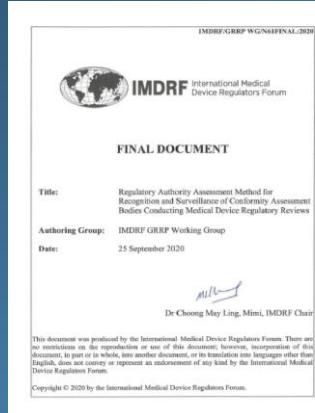 IMDRF/GRRP WG/N61FINAL:2020
IMDRF International Medical
Device Regulators Forum
FINAL DOCUMENT
Title: Regulatory Authority Assessment Method for
Recognition and Surveillance of Conformity Assessment
Bodies Conducting Medical Device Regulatory Reviews
Authoring Group: IMDRF GRRP Working Group
Date: 25 September 2020
Dr Choong May Ling, Mimi, IMDRF Chair
This document was produced by the International Medical Device Regulators Forum. There are
no restrictions on the reproduction or use of this document; however, incorporation of this
document, in part or in whole, into another document, or its translation into languages other than
English, does not convey or represent an endorsement of any kind by the International Medical
Device Regulators Forum.
Copyright © 2020 by the International Medical Device Regulators Forum.